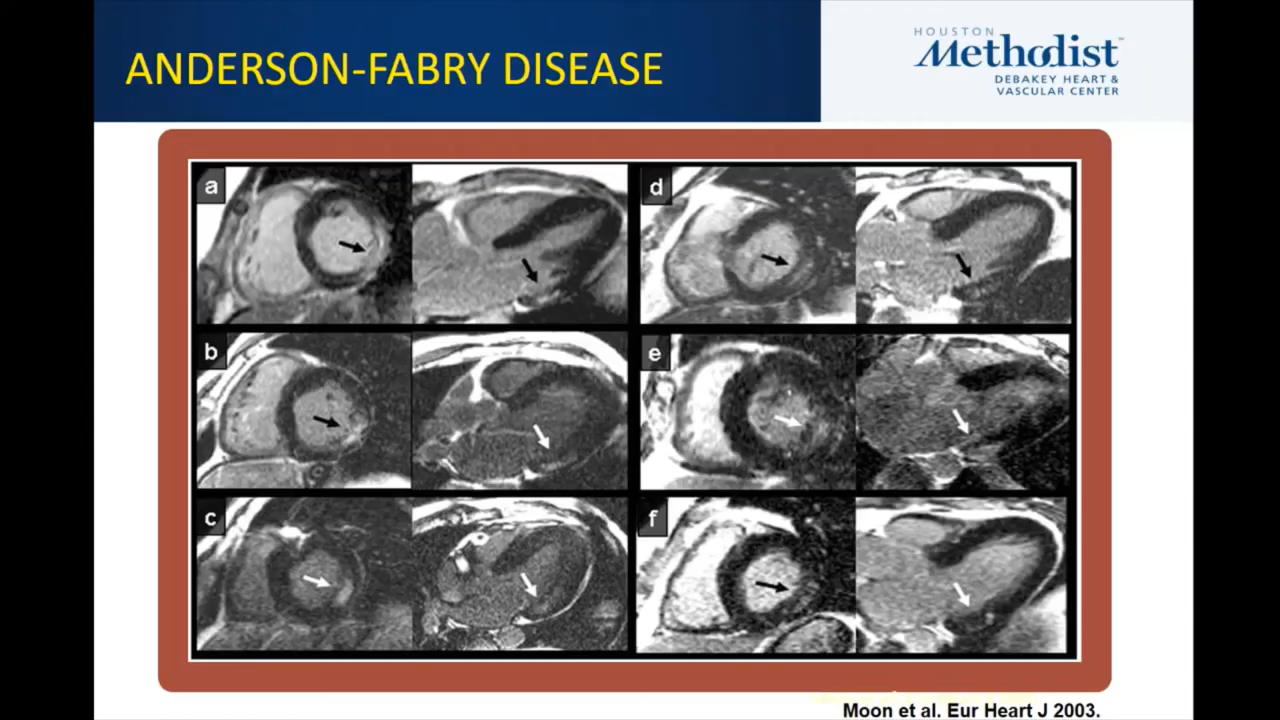 ANDERSON-FABRY DISEASE
HOUSTON
Methodist
DEBAKEY HEART &
VASCULAR CENTER
a
d
b
e
c
f
Moon et al. Eur Heart J 2003.